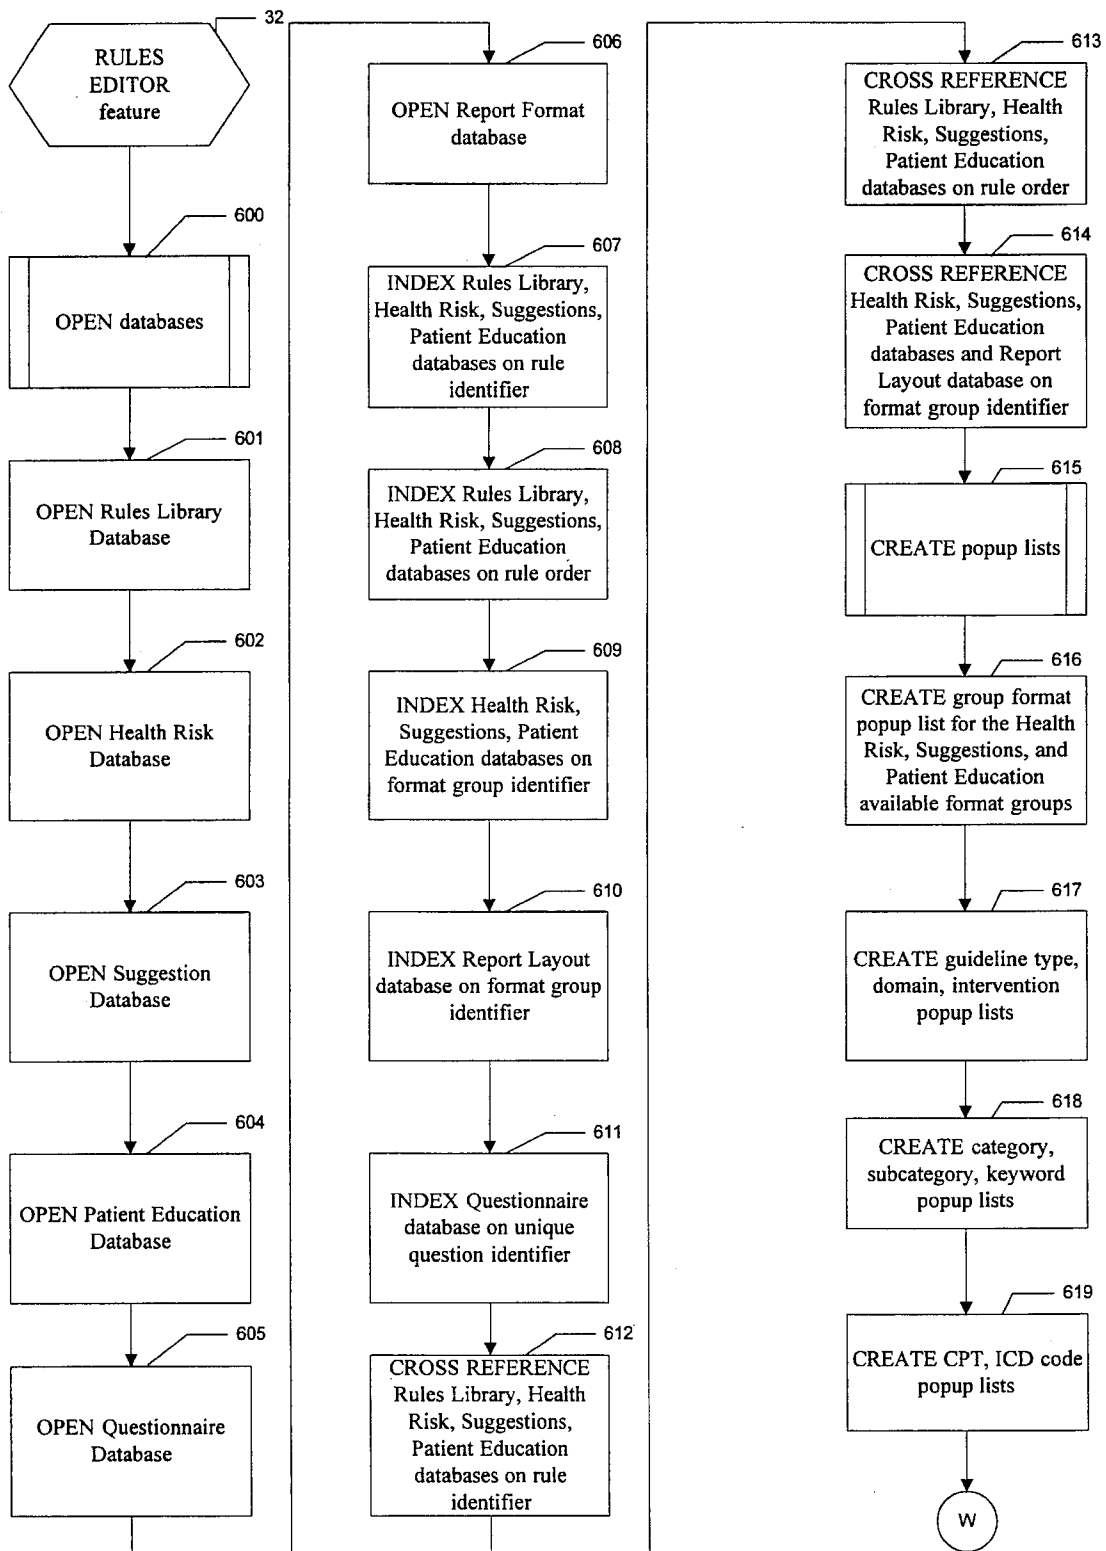 32
RULES
EDITOR
feature
600
OPEN databases
601
OPEN Rules Library
Database
602
OPEN Health Risk
Database
603
OPEN Suggestion
Database
604
OPEN Patient Education
Database
605
OPEN Questionnaire
Database
606
OPEN Report Format
database
607
INDEX Rules Library,
Health Risk, Suggestions,
Patient Education
databases on rule
identifier
608
INDEX Rules Library,
Health Risk, Suggestions,
Patient Education
databases on rule order
609
INDEX Health Risk,
Suggestions, Patient
Education databases on
format group identifier
610
INDEX Report Layout
database on format group
identifier
611
INDEX Questionnaire
database on unique
question identifier
612
CROSS REFERENCE
Rules Library, Health
Risk, Suggestions,
Patient Education
databases on rule
identifier
613
CROSS REFERENCE
Rules Library, Health
Risk, Suggestions,
Patient Education
databases on rule order
614
CROSS REFERENCE
Health Risk, Suggestions,
Patient Education
databases and Report
Layout database on
format group identifier
615
CREATE popup lists
616
CREATE group format
popup list for the Health
Risk, Suggestions, and
Patient Education
available format groups
617
CREATE guideline type,
domain, intervention
popup lists
618
CREATE category,
subcategory, keyword
popup lists
619
CREATE CPT, ICD code
popup lists
W